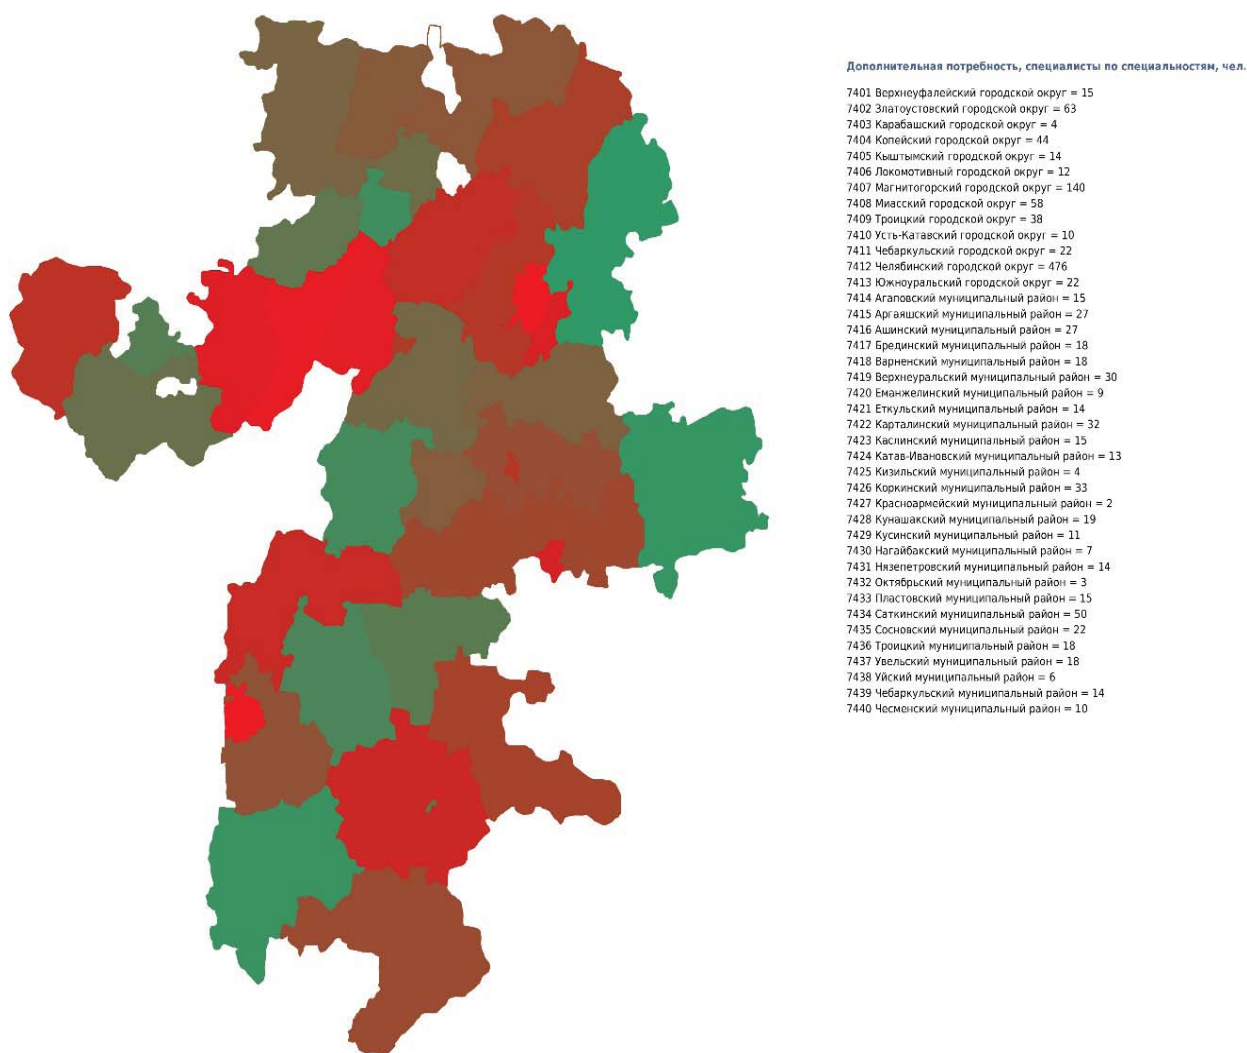 Дополнительная потребность, специалисты по специальностям, чел.
7401 Верхнеуфалейский городской округ = 15
7402 Златоустовский городской округ = 63
7403 Карабашский городской округ = 4
7404 Копейский городской округ = 44
7405 Кыштымский городской округ = 14
7406 Локомотивный городской округ = 12
7407 Магнитогорский городской округ = 140
7408 Миасский городской округ = 58
7409 Троицкий городской округ = 38
7410 Усть-Катавский городской округ = 10
7411 Чебаркульский городской округ = 22
7412 Челябинский городской округ = 476
7413 Южноуральский городской округ = 22
7414 Агаповский муниципальный район = 15
7415 Аргаяшский муниципальный район = 27
7416 Ашинский муниципальный район = 27
7417 Брединский муниципальный район = 18
7418 Варненский муниципальный район = 18
7419 Верхнеуральский муниципальный район = 30
7420 Еманжелинский муниципальный район = 9
7421 Еткульский муниципальный район = 14
7422 Карталинский муниципальный район = 32
7423 Каслинский муниципальный район = 15
7424 Катав-Ивановский муниципальный район = 13
7425 Кизильский муниципальный район = 4
7426 Коркинский муниципальный район = 33
7427 Красноармейский муниципальный район = 2
7428 Кунашакский муниципальный район = 19
7429 Кусинский муниципальный район = 11
7430 Нагайбакский муниципальный район = 7
7431 Нязепетровский муниципальный район = 14
7432 Октябрьский муниципальный район = 3
7433 Пластовский муниципальный район = 15
7434 Саткинский муниципальный район = 50
7435 Сосновский муниципальный район = 22
7436 Троицкий муниципальный район = 18
7437 Увельский муниципальный район = 18
7438 Уйский муниципальный район = 6
7439 Чебаркульский муниципальный район = 14
7440 Чесменский муниципальный район = 10